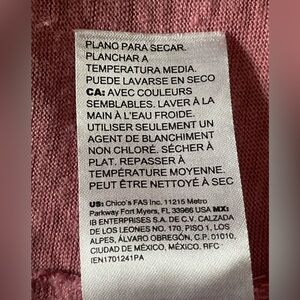 PLANO PARA SECAR.
PLANCHAR A
TEMPERATURA MEDIA.
PUEDE LAVARSE EN SECO
CA: AVEC COULEURS
SEMBLABLES. LAVER À LA
MAIN À L'EAU FROIDE.
UTILISER SEULEMENT UN
AGENT DE BLANCHIMENT
NON CHLORÉ. SÉCHER À
PLAT. REPASSER À
TEMPÉRATURE MOYENNE.
PEUT ÊTRE NETTOYÉ À SEC
US: Chico's FAS Inc. 11215 Metro
Parkway Fort Myers, FL 33966 USA MX:
IB ENTERPRISES S.A. DE C.V. CALZADA
DE LOS LEONES NO. 170, PISO 1, LOS
ALPES, ÁLVARO OBREGÓN, C.P. 01010,
CIUDAD DE MÉXICO, MÉXICO. RFC
IEN1701241PA